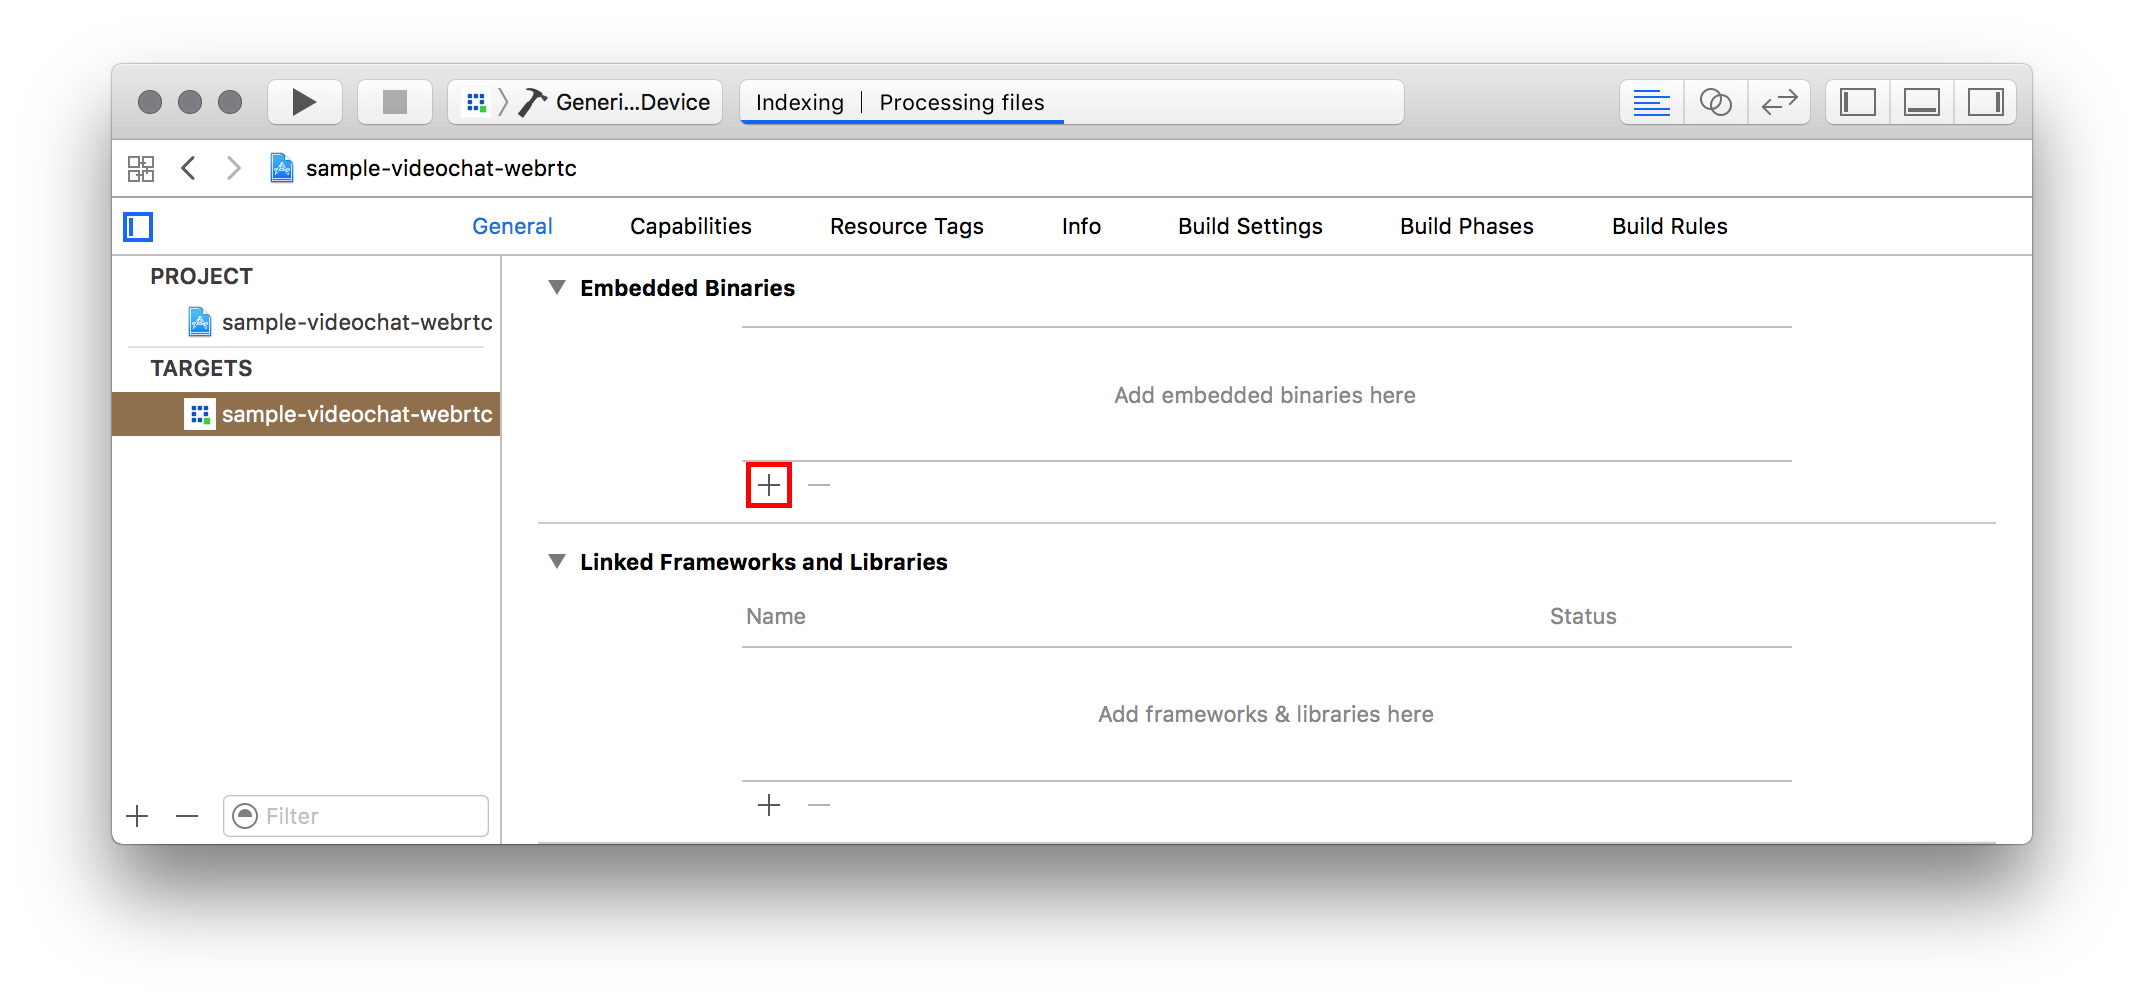 Generi...Device
Indexing | Processing files
sample-videochat-webrtc
General Capabilities Resource Tags Info Build Settings Build Phases Build Rules
PROJECT
sample-videochat-webrtc
TARGETS
sample-videochat-webrtc
Filter
Embedded Binaries
Add embedded binaries here
Linked Frameworks and Libraries
Name Status
Add frameworks & libraries here